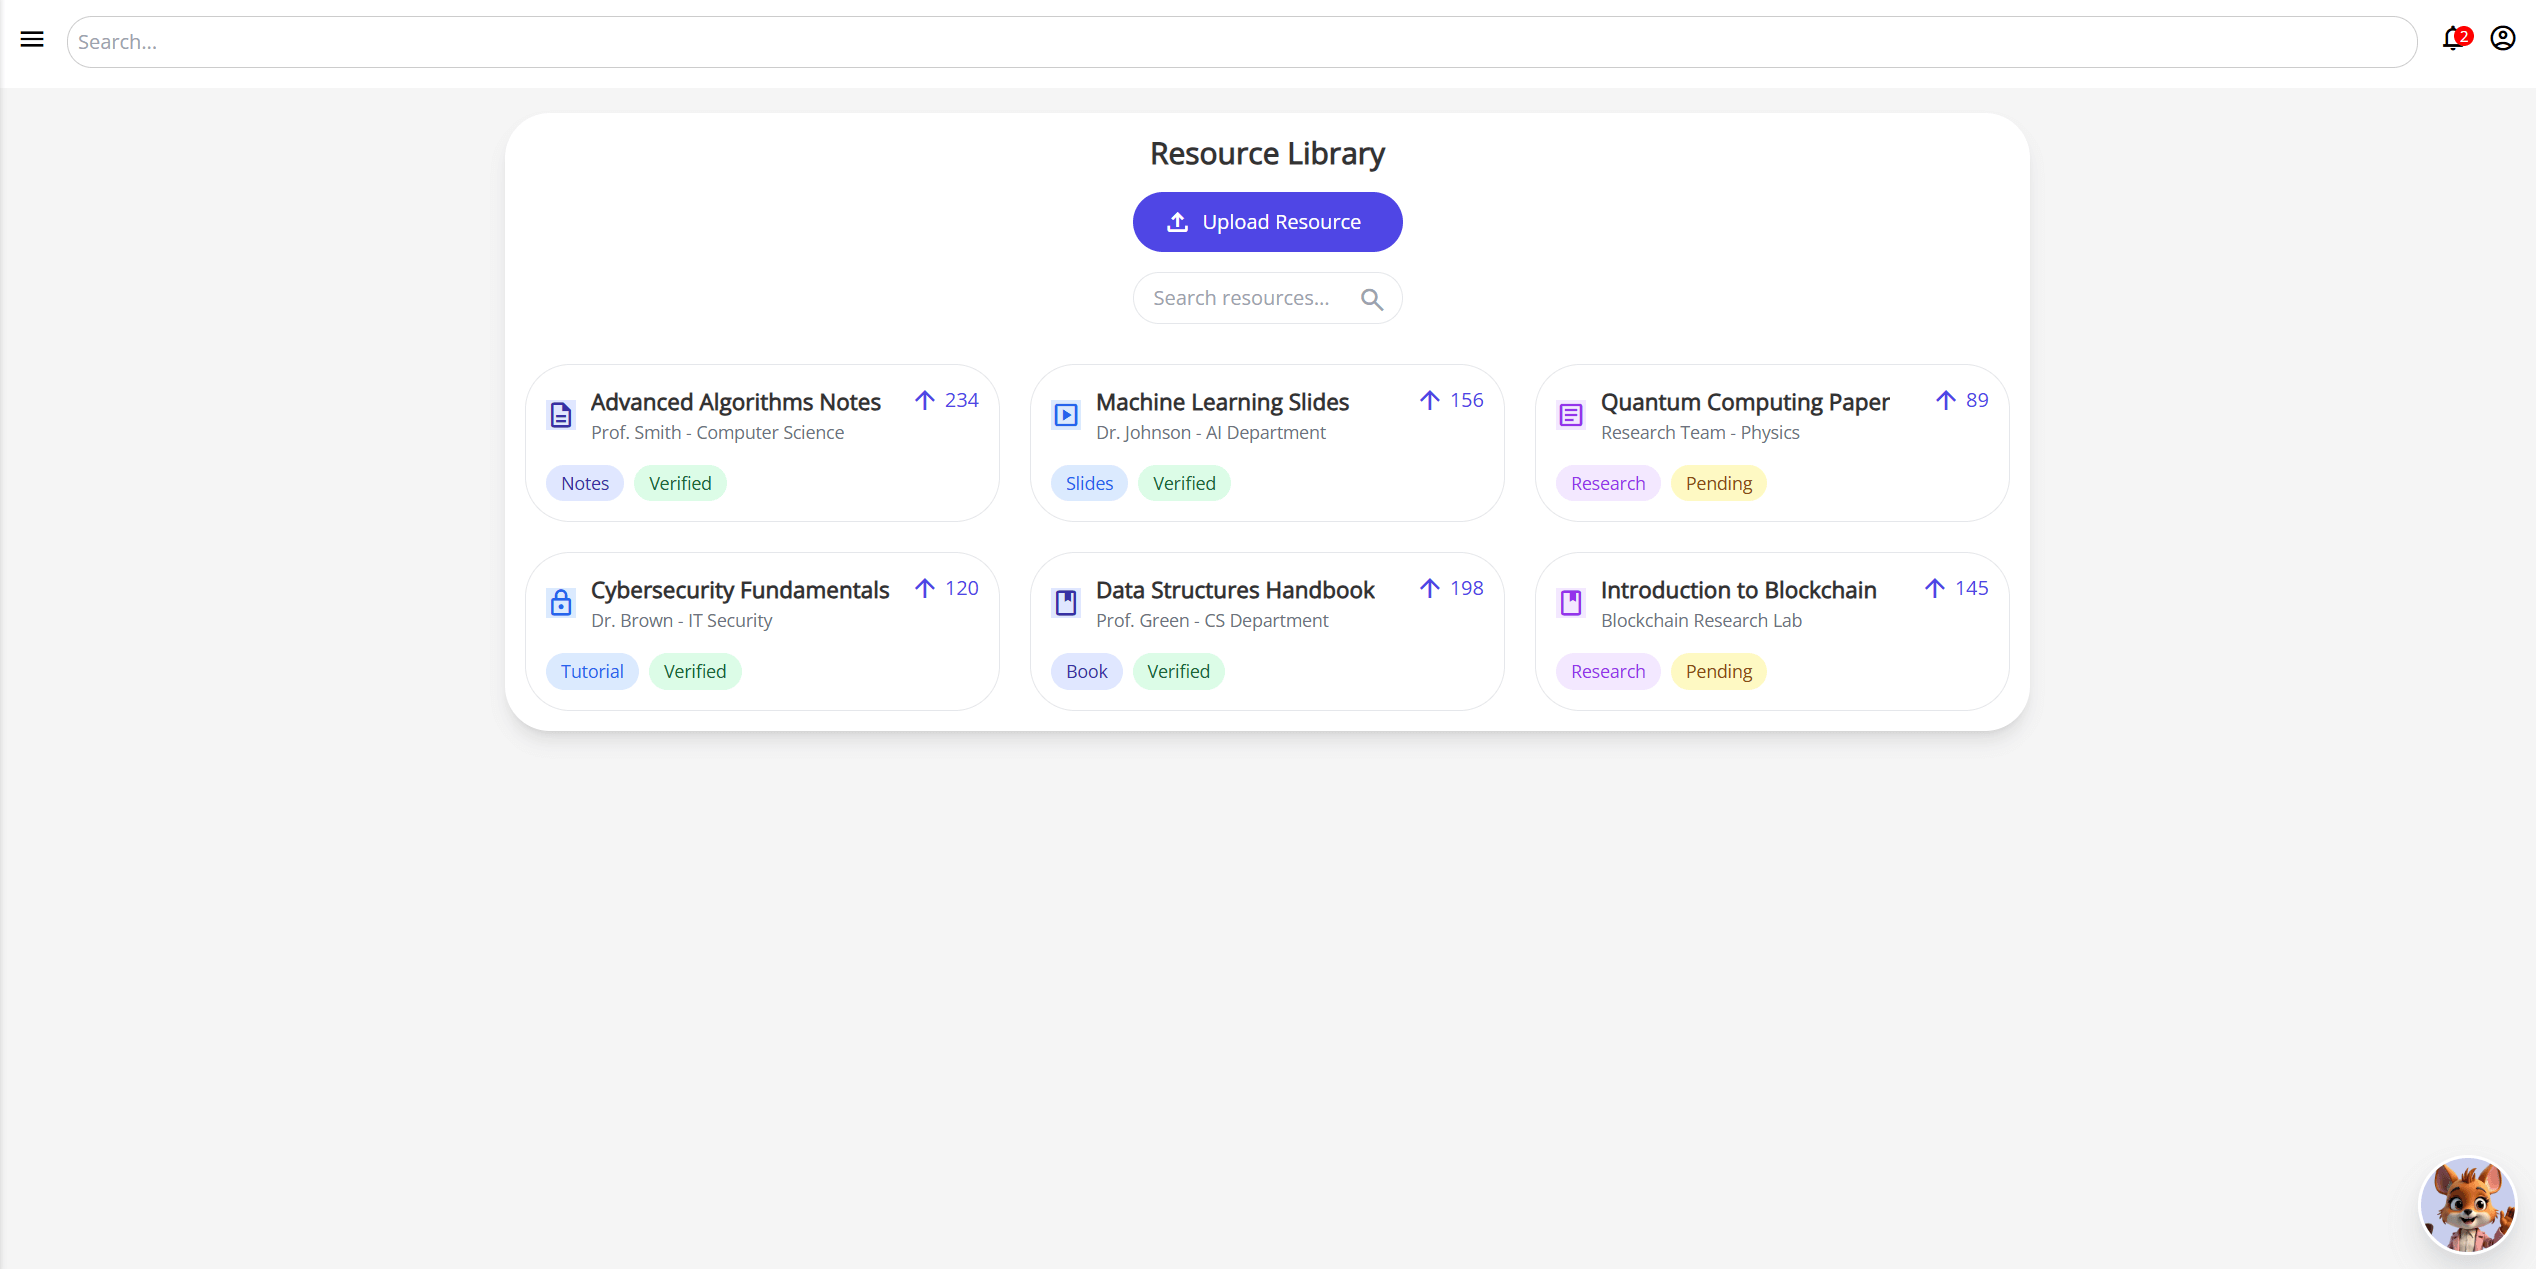 Search...
2
Resource Library
Upload Resource
Search resources...
Advanced Algorithms Notes 234
Prof. Smith - Computer Science
Notes Verified
Machine Learning Slides 156
Dr. Johnson - AI Department
Slides Verified
Quantum Computing Paper 89
Research Team - Physics
Research Pending
Cybersecurity Fundamentals 120
Dr. Brown - IT Security
Tutorial Verified
Data Structures Handbook 198
Prof. Green - CS Department
Book Verified
Introduction to Blockchain 145
Blockchain Research Lab
Research Pending